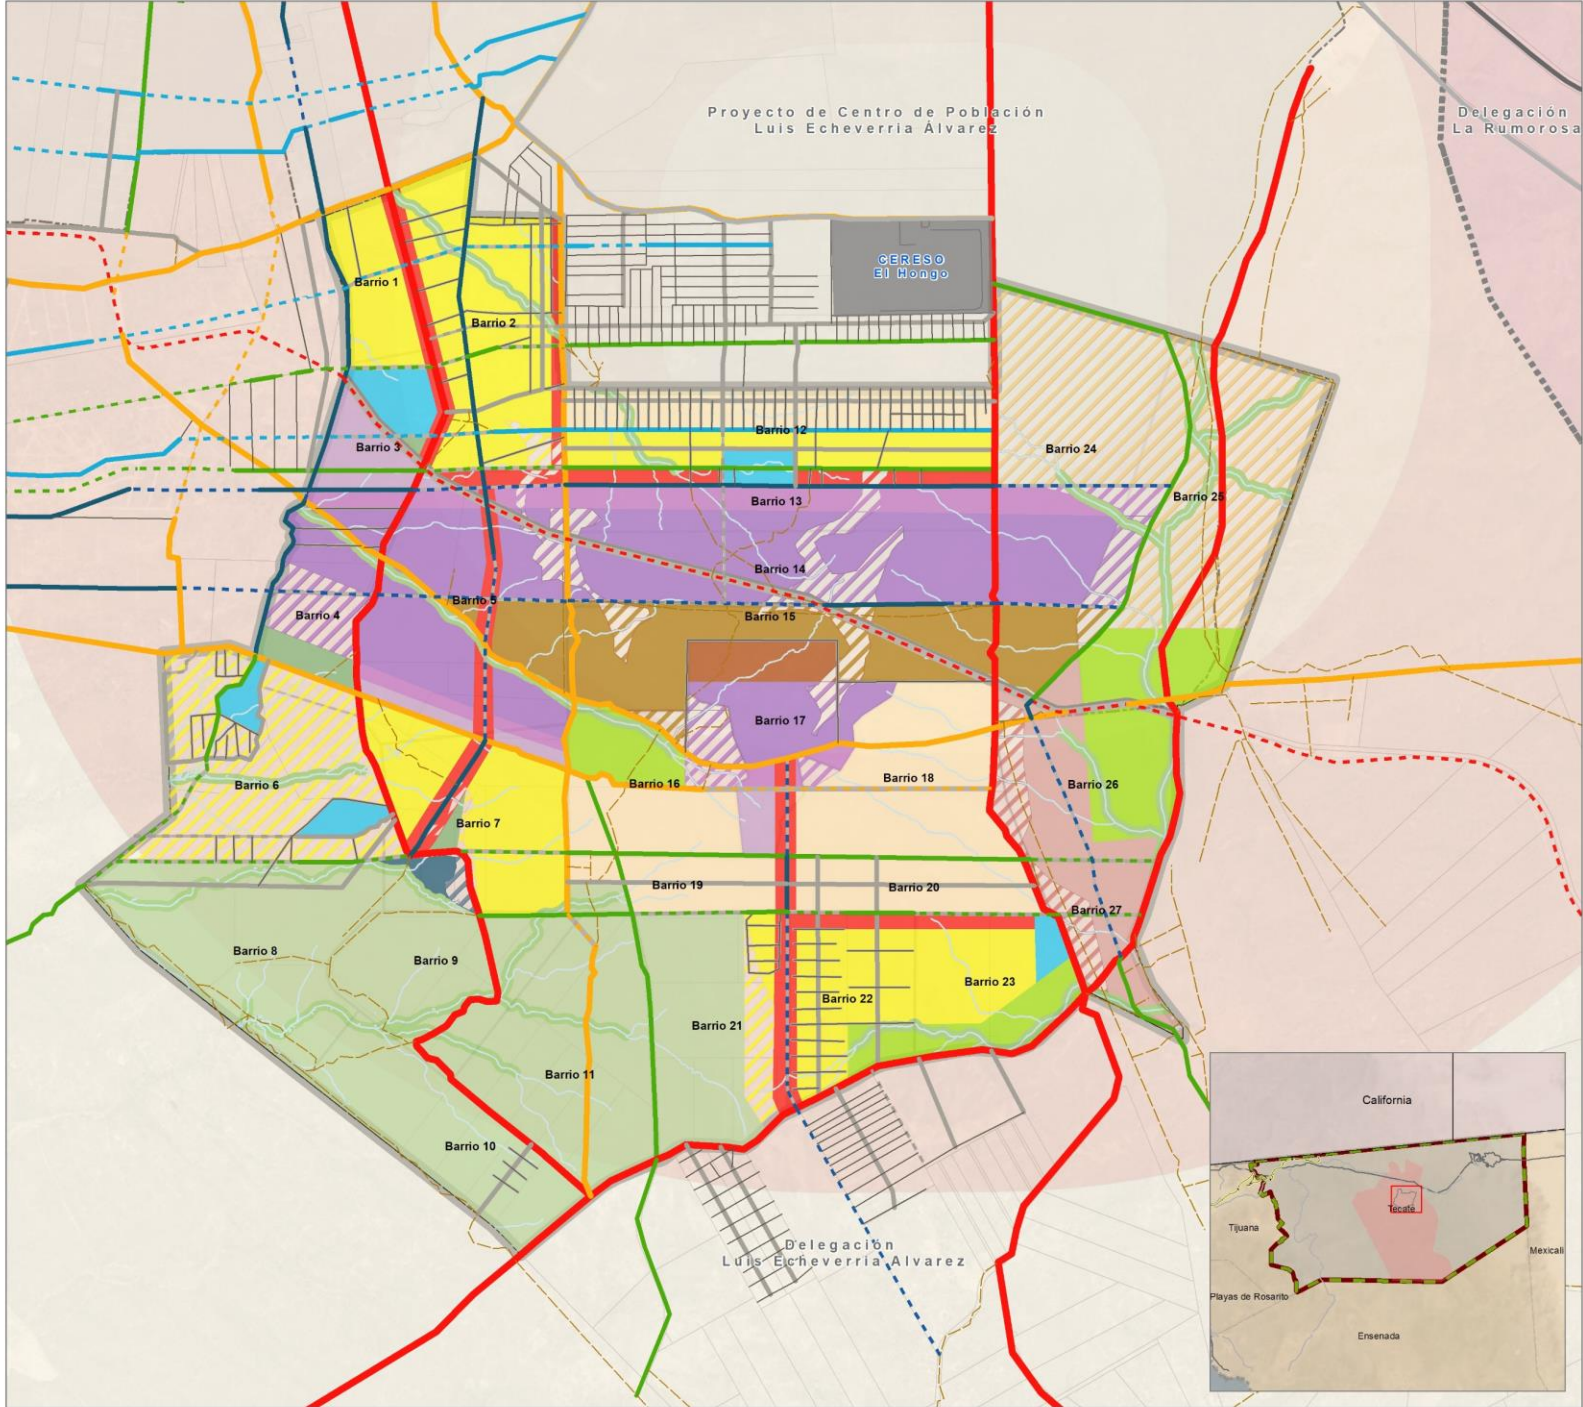 Proyecto de Centro de Población
Luis Echeverria Álvarez
Delegación
La Rumorosa
CERESO
El Hongo
Barrio 1
Barrio 2
Barrio 12
Barrio 3
Barrio 24
Barrio 25
Barrio 13
Barrio 14
Barrio 5
Barrio 4
Barrio 15
Barrio 17
Barrio 18
Barrio 16
Barrio 6
Barrio 26
Barrio 7
Barrio 19
Barrio 20
Barrio 27
Barrio 8
Barrio 9
Barrio 23
Barrio 22
Barrio 21
Barrio 11
Barrio 10
Delegación
Luis Echeverria Alvarez
California
Tecate
Tijuana
Mexicali
Playas de Rosarito
Ensenada